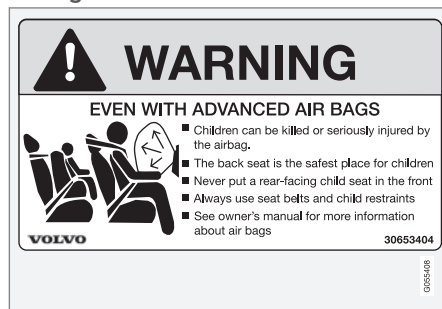 WARNING
EVEN WITH ADVANCED AIR BAGS
■ Children can be killed or seriously injured by
the airbag.
■ The back seat is the safest place for children
■ Never put a rear-facing child seat in the front
■ Always use seat belts and child restraints
■ See owner's manual for more information
about air bags
VOLVO
30653404
G055408